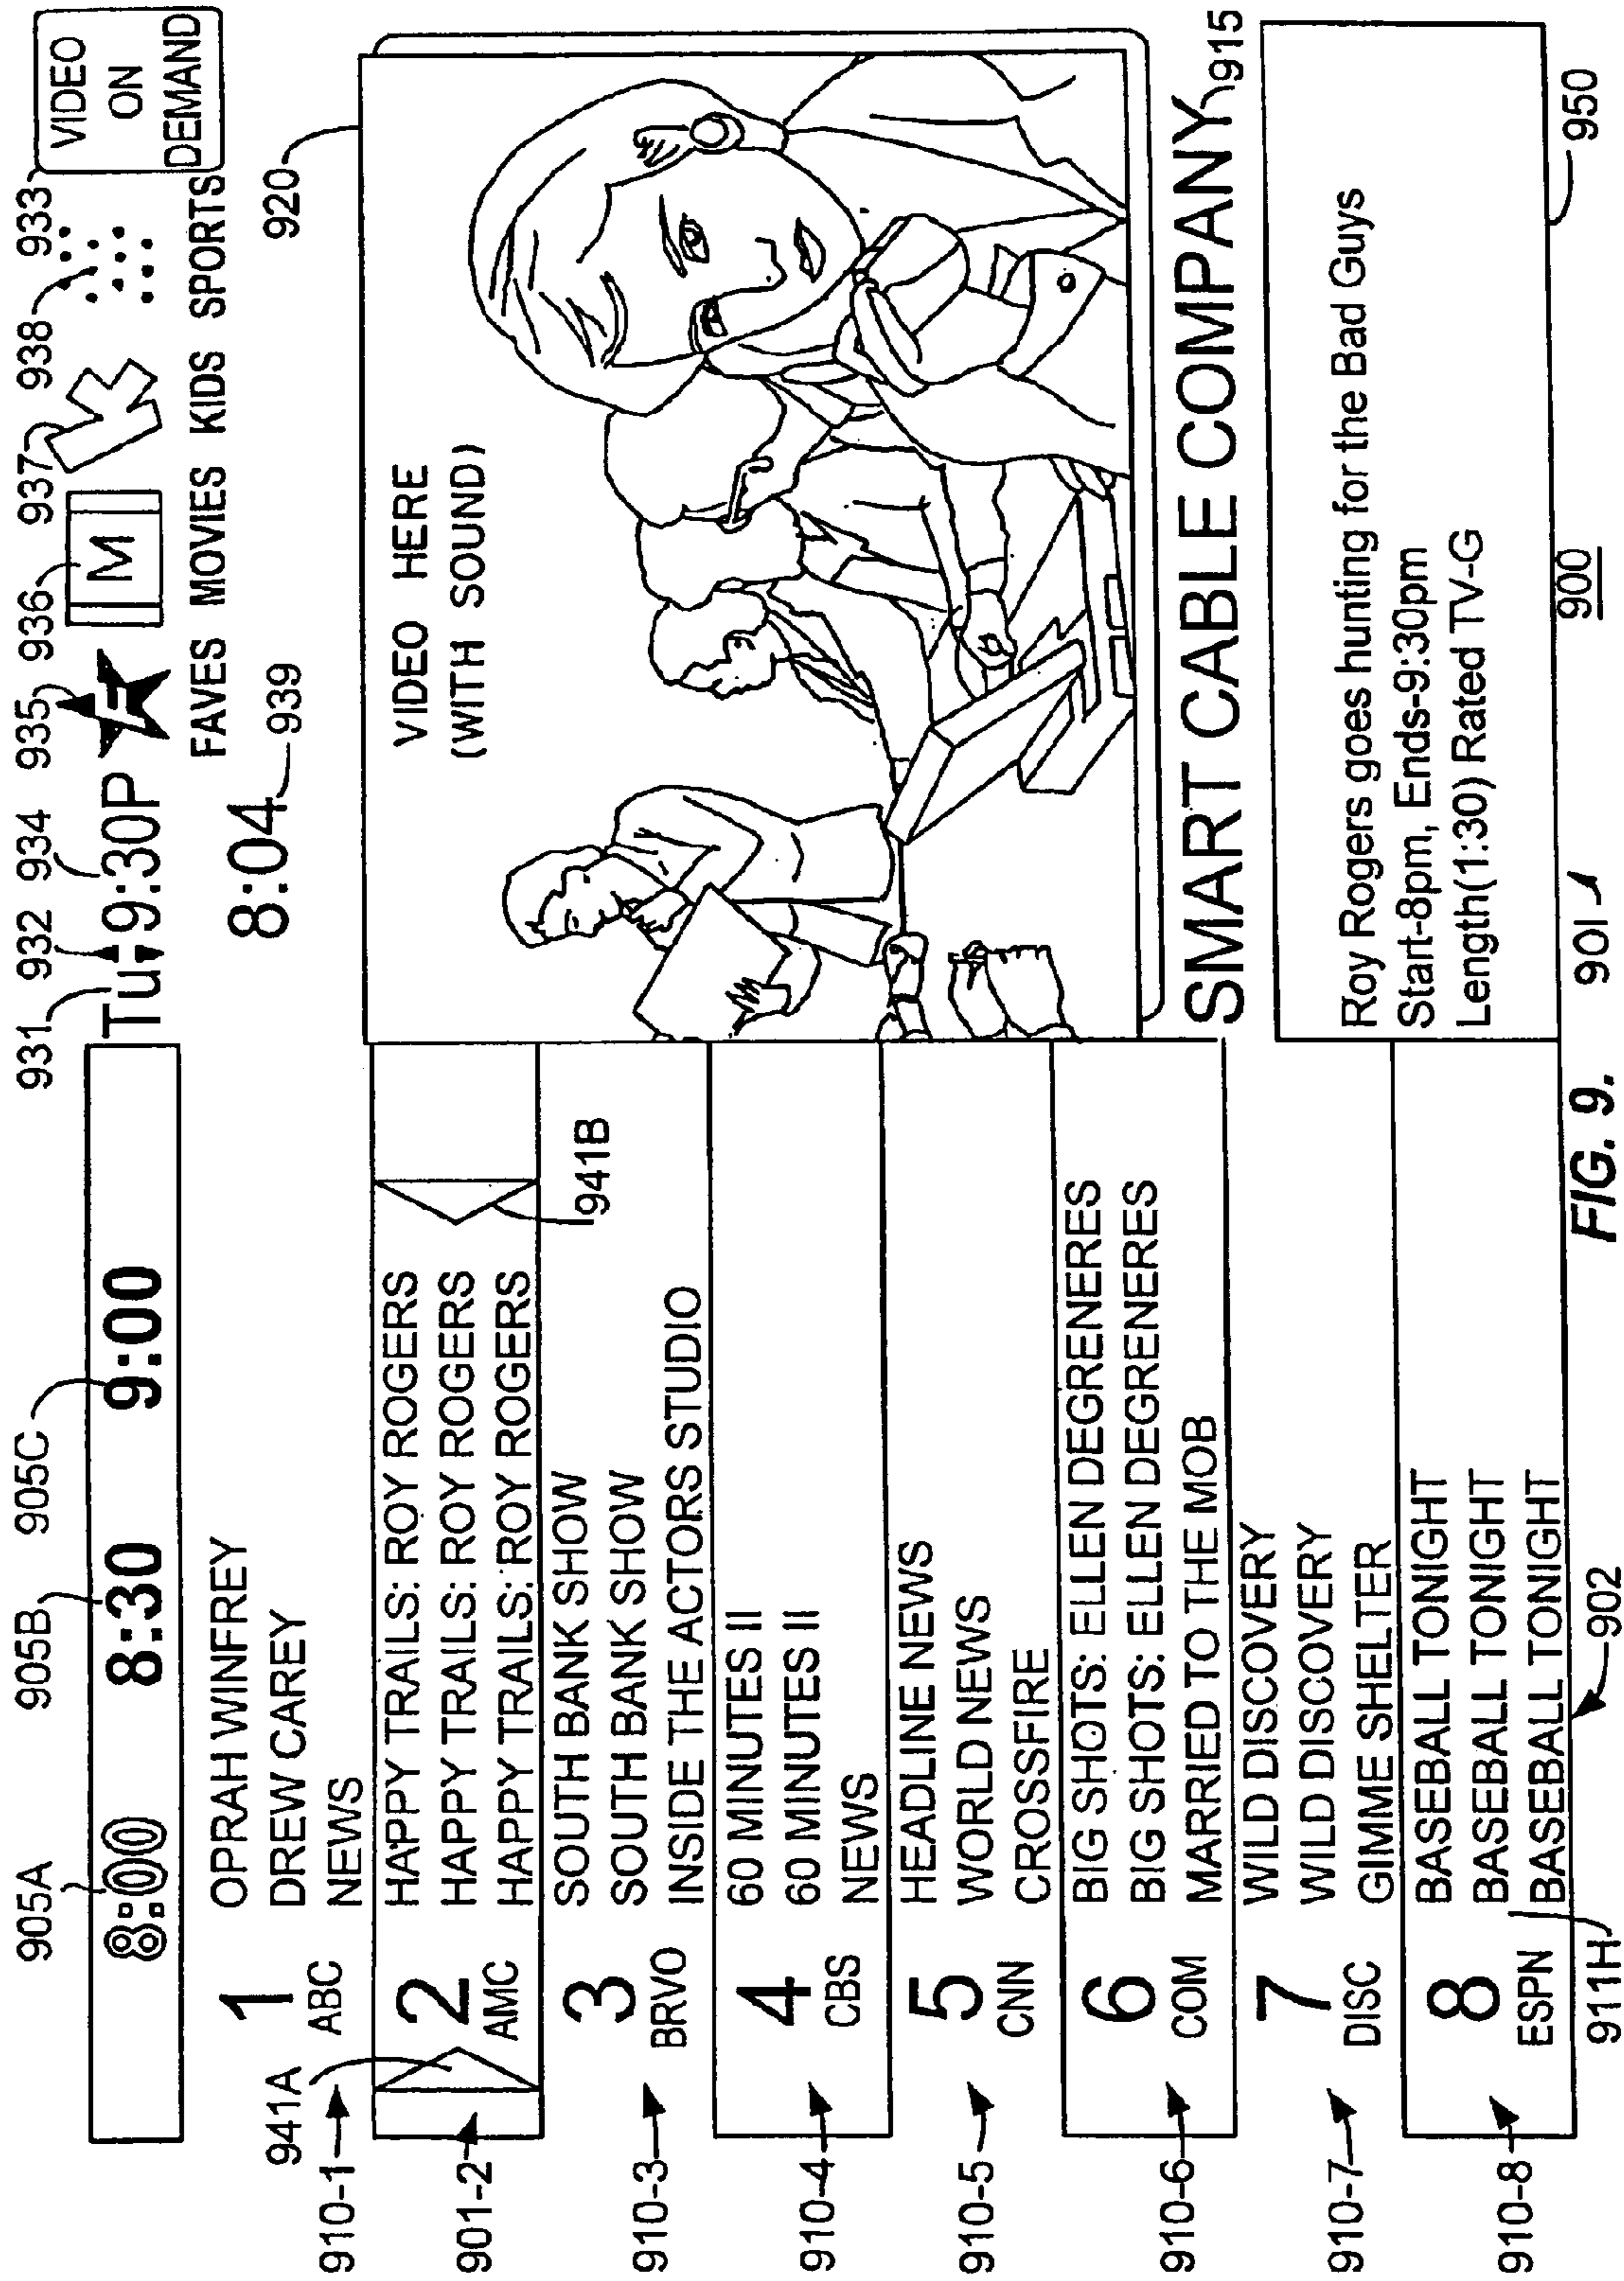 905A 905B 905C 931 932 934 935 936 937 938 933
8:00 8:30 9:00
Tu 9:30P
F
M
VIDEO
ON
DEMAND
FAVES MOVIES KIDS SPORTS
8:04 939
920
941A
910-1
1
ABC
OPRAH WINFREY
DREW CAREY
NEWS
901-2
2
AMC
HAPPY TRAILS: ROY ROGERS
HAPPY TRAILS: ROY ROGERS
HAPPY TRAILS: ROY ROGERS
941B
910-3
3
BRVO
SOUTH BANK SHOW
SOUTH BANK SHOW
INSIDE THE ACTORS STUDIO
910-4
4
CBS
60 MINUTES II
60 MINUTES II
NEWS
910-5
5
CNN
HEADLINE NEWS
WORLD NEWS
CROSSFIRE
910-6
6
COM
BIG SHOTS: ELLEN DEGRENERES
BIG SHOTS: ELLEN DEGRENERES
MARRIED TO THE MOB
910-7
7
DISC
WILD DISCOVERY
WILD DISCOVERY
GIMME SHELTER
910-8
8
ESPN
BASEBALL TONIGHT
BASEBALL TONIGHT
BASEBALL TONIGHT
911H
902
VIDEO HERE
(WITH SOUND)
SMART CABLE COMPANY
915
Roy Rogers goes hunting for the Bad Guys
Start-8pm, Ends-9:30pm
Length(1:30) Rated TV-G
901
900
950
FIG. 9.